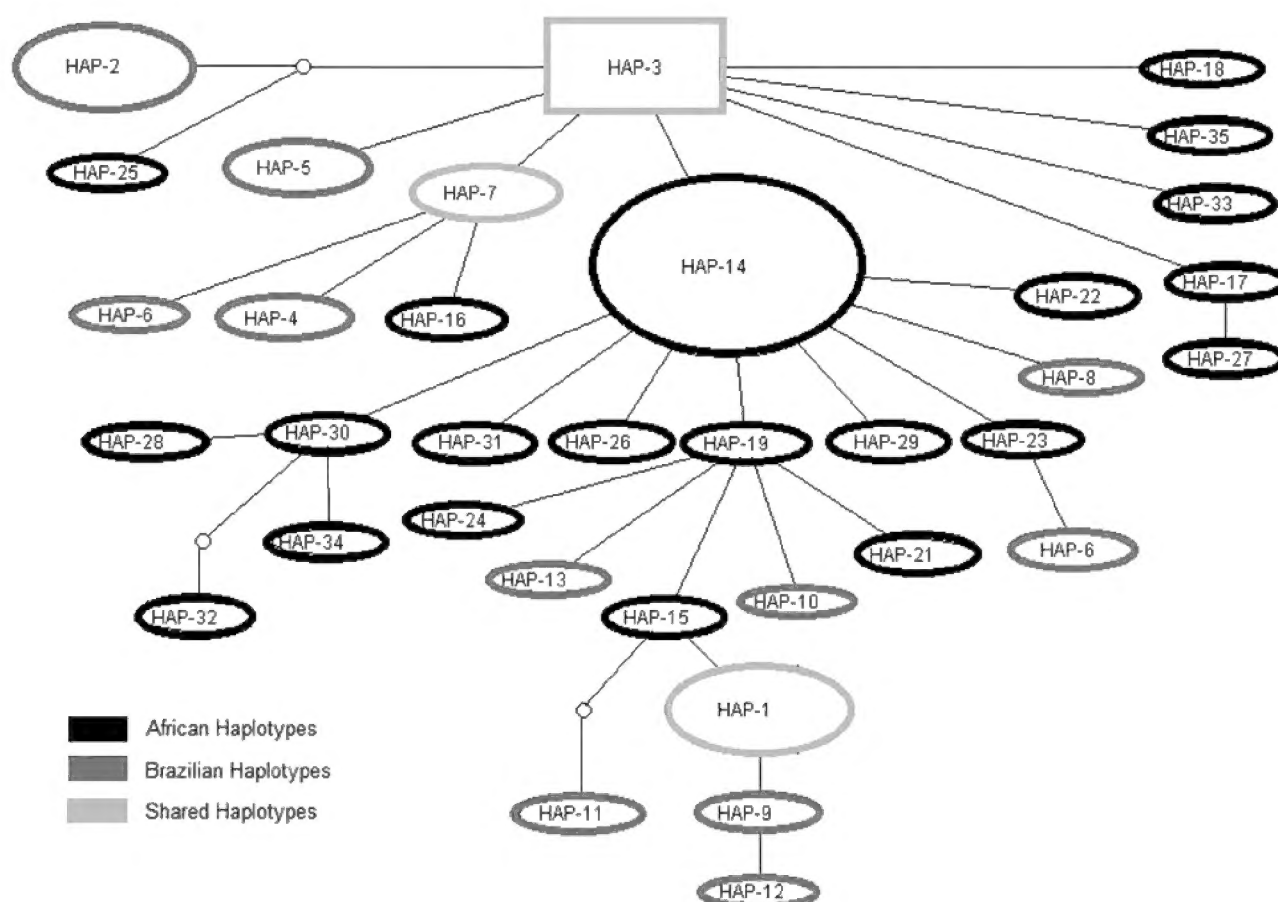 HAP-2
HAP-3
HAP-18
HAP-35
HAP-25
HAP-5
HAP-7
HAP-33
HAP-14
HAP-17
HAP-22
HAP-6
HAP-4
HAP-16
HAP-27
HAP-8
HAP-28
HAP-30
HAP-31
HAP-26
HAP-19
HAP-29
HAP-23
HAP-24
HAP-34
HAP-21
HAP-6
HAP-13
HAP-10
HAP-32
HAP-15
HAP-1
African Haplotypes
Brazilian Haplotypes
Shared Haplotypes
HAP-11
HAP-9
HAP-12